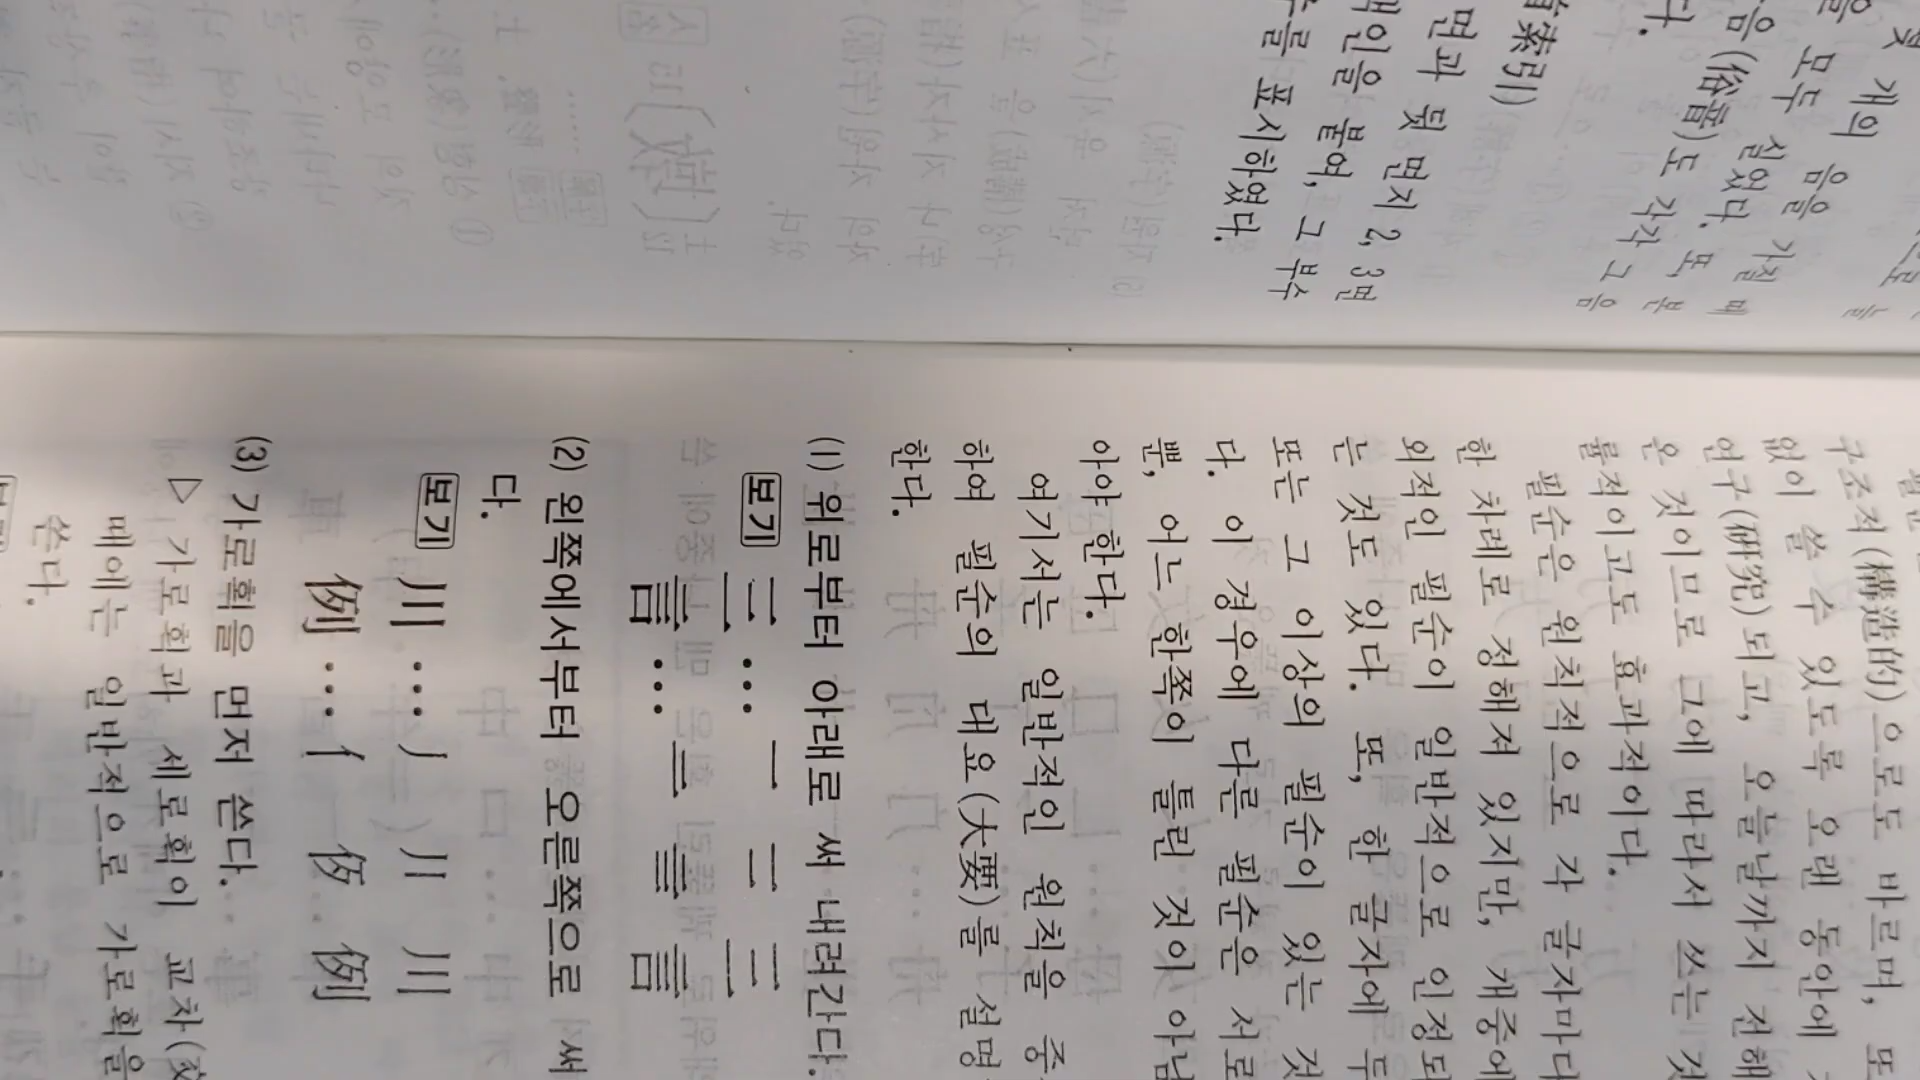 몇 개의 음을 가질 때
을 모두 실었다. 또, 본
음(俗音)도 각각 그 음
다.
索引)
면과 뒷 면지 2, 3면
색인을 붙여, 그 부수
수를 표시하였다.
구조적(構造的)으로도 바르며, 또
없이 쓸 수 있도록 오랜 동안에
연구(研究)되고, 오늘날까지 전해
온 것이므로 그에 따라서 쓰는 것
율적이고도 효과적이다.
필순은 원칙적으로 각 글자마다
한 차례로 정해져 있지만, 개중에
외적인 필순이 일반적으로 인정되
는 것도 있다. 또, 한 글자에 두
또는 그 이상의 필순이 있는 것
다. 이 경우에 다른 필순은 서로
뿐, 어느 한쪽이 틀린 것이 아님
아야 한다.
여기서는 일반적인 원칙을 중
하여 필순의 대요(大要)를 설명
한다.
(1) 위로부터 아래로 써 내려간다.
보기 三 … 一 二 三
言 … 言
(2) 왼쪽에서부터 오른쪽으로 써
다.
보기 川 … 丿 川
例 … 亻 例
(3) 가로획을 먼저 쓴다.
▷ 가로획과 세로획이 교차(交
때에는 일반적으로 가로획을
쓴다.